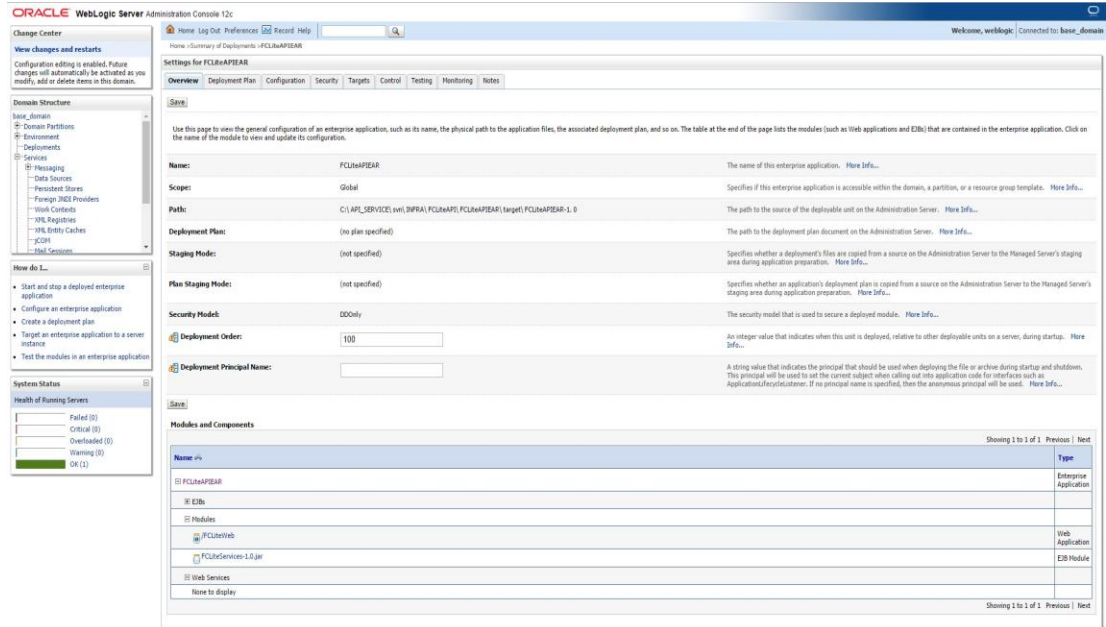 ORACLE WebLogic Server Administration Console 12c
Change Center
View changes and restarts
Configuration editing is enabled. Future
changes will automatically be activated as you
modify, add or delete items in this domain.
Domain Structure
base_domain
Domain Partitions
Environment
Deployments
Services
Messaging
Data Sources
Persistent Stores
Foreign JNDI Providers
Work Contexts
XML Registries
XML Entity Caches
jCOM
Mail Sessions
How do I...
Start and stop a deployed enterprise
application
Configure an enterprise application
Create a deployment plan
Target an enterprise application to a server
instance
Test the modules in an enterprise application
System Status
Health of Running Servers
Failed (0)
Critical (0)
Overloaded (0)
Warning (0)
OK (1)
Home Log Out Preferences Record Help
Welcome, weblogic Connected to: base_domain
Home >Summary of Deployments >FCLiteAPIEAR
Settings for FCLiteAPIEAR
Overview Deployment Plan Configuration Security Targets Control Testing Monitoring Notes
Save
Use this page to view the general configuration of an enterprise application, such as its name, the physical path to the application files, the associated deployment plan, and so on. The table at the end of the page lists the modules (such as Web applications and EJBs) that are contained in the enterprise application. Click on
the name of the module to view and update its configuration.
Name: FCLiteAPIEAR The name of this enterprise application. More Info...
Scope: Global Specifies if this enterprise application is accessible within the domain, a partition, or a resource group template. More Info...
Path: C:\ API_SERVICE\ svn\ INFRA\ FCLiteAPI\ FCLiteAPIEAR\ target\ FCLiteAPIEAR-1. 0 The path to the source of the deployable unit on the Administration Server. More Info...
Deployment Plan: (no plan specified) The path to the deployment plan document on the Administration Server. More Info...
Staging Mode: (not specified) Specifies whether a deployment's files are copied from a source on the Administration Server to the Managed Server's staging
area during application preparation. More Info...
Plan Staging Mode: (not specified) Specifies whether an application's deployment plan is copied from a source on the Administration Server to the Managed Server's
staging area during application preparation. More Info...
Security Model: DDOnly The security model that is used to secure a deployed module. More Info...
Deployment Order: 100 An integer value that indicates when this unit is deployed, relative to other deployable units on a server, during startup. More
Info...
Deployment Principal Name: A string value that indicates the principal that should be used when deploying the file or archive during startup and shutdown.
This principal will be used to set the current subject when calling out into application code for interfaces such as
ApplicationLifecycleListener. If no principal name is specified, then the anonymous principal will be used. More Info...
Save
Modules and Components
Showing 1 to 1 of 1 Previous | Next
Name Type
FCLiteAPIEAR Enterprise
Application
EJBs
Modules
/FCLiteWeb Web
Application
FCLiteServices-1.0.jar EJB Module
Web Services
None to display
Showing 1 to 1 of 1 Previous | Next